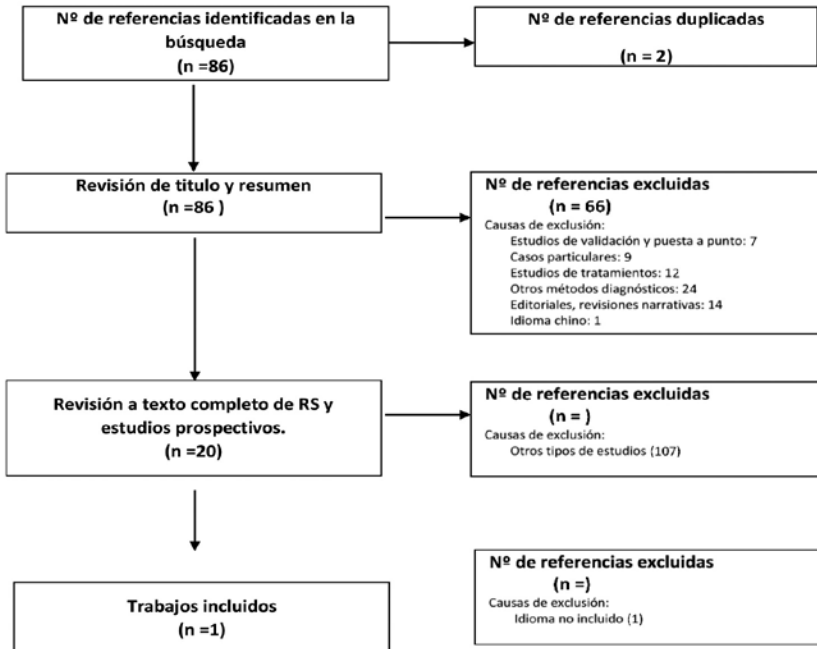 Nº de referencias identificadas en la
búsqueda
(n =86)
Nº de referencias duplicadas
(n = 2)
Revisión de titulo y resumen
(n =86 )
Nº de referencias excluidas
(n = 66)
Causas de exclusión:
Estudios de validación y puesta a punto: 7
Casos particulares: 9
Estudios de tratamientos: 12
Otros métodos diagnósticos: 24
Editoriales, revisiones narrativas: 14
Idioma chino: 1
Revisión a texto completo de RS y
estudios prospectivos.
(n =20)
Nº de referencias excluidas
(n = )
Causas de exclusión:
Otros tipos de estudios (107)
Nº de referencias excluidas
(n =)
Causas de exclusión:
Idioma no incluido (1)
Trabajos incluidos
(n =1)